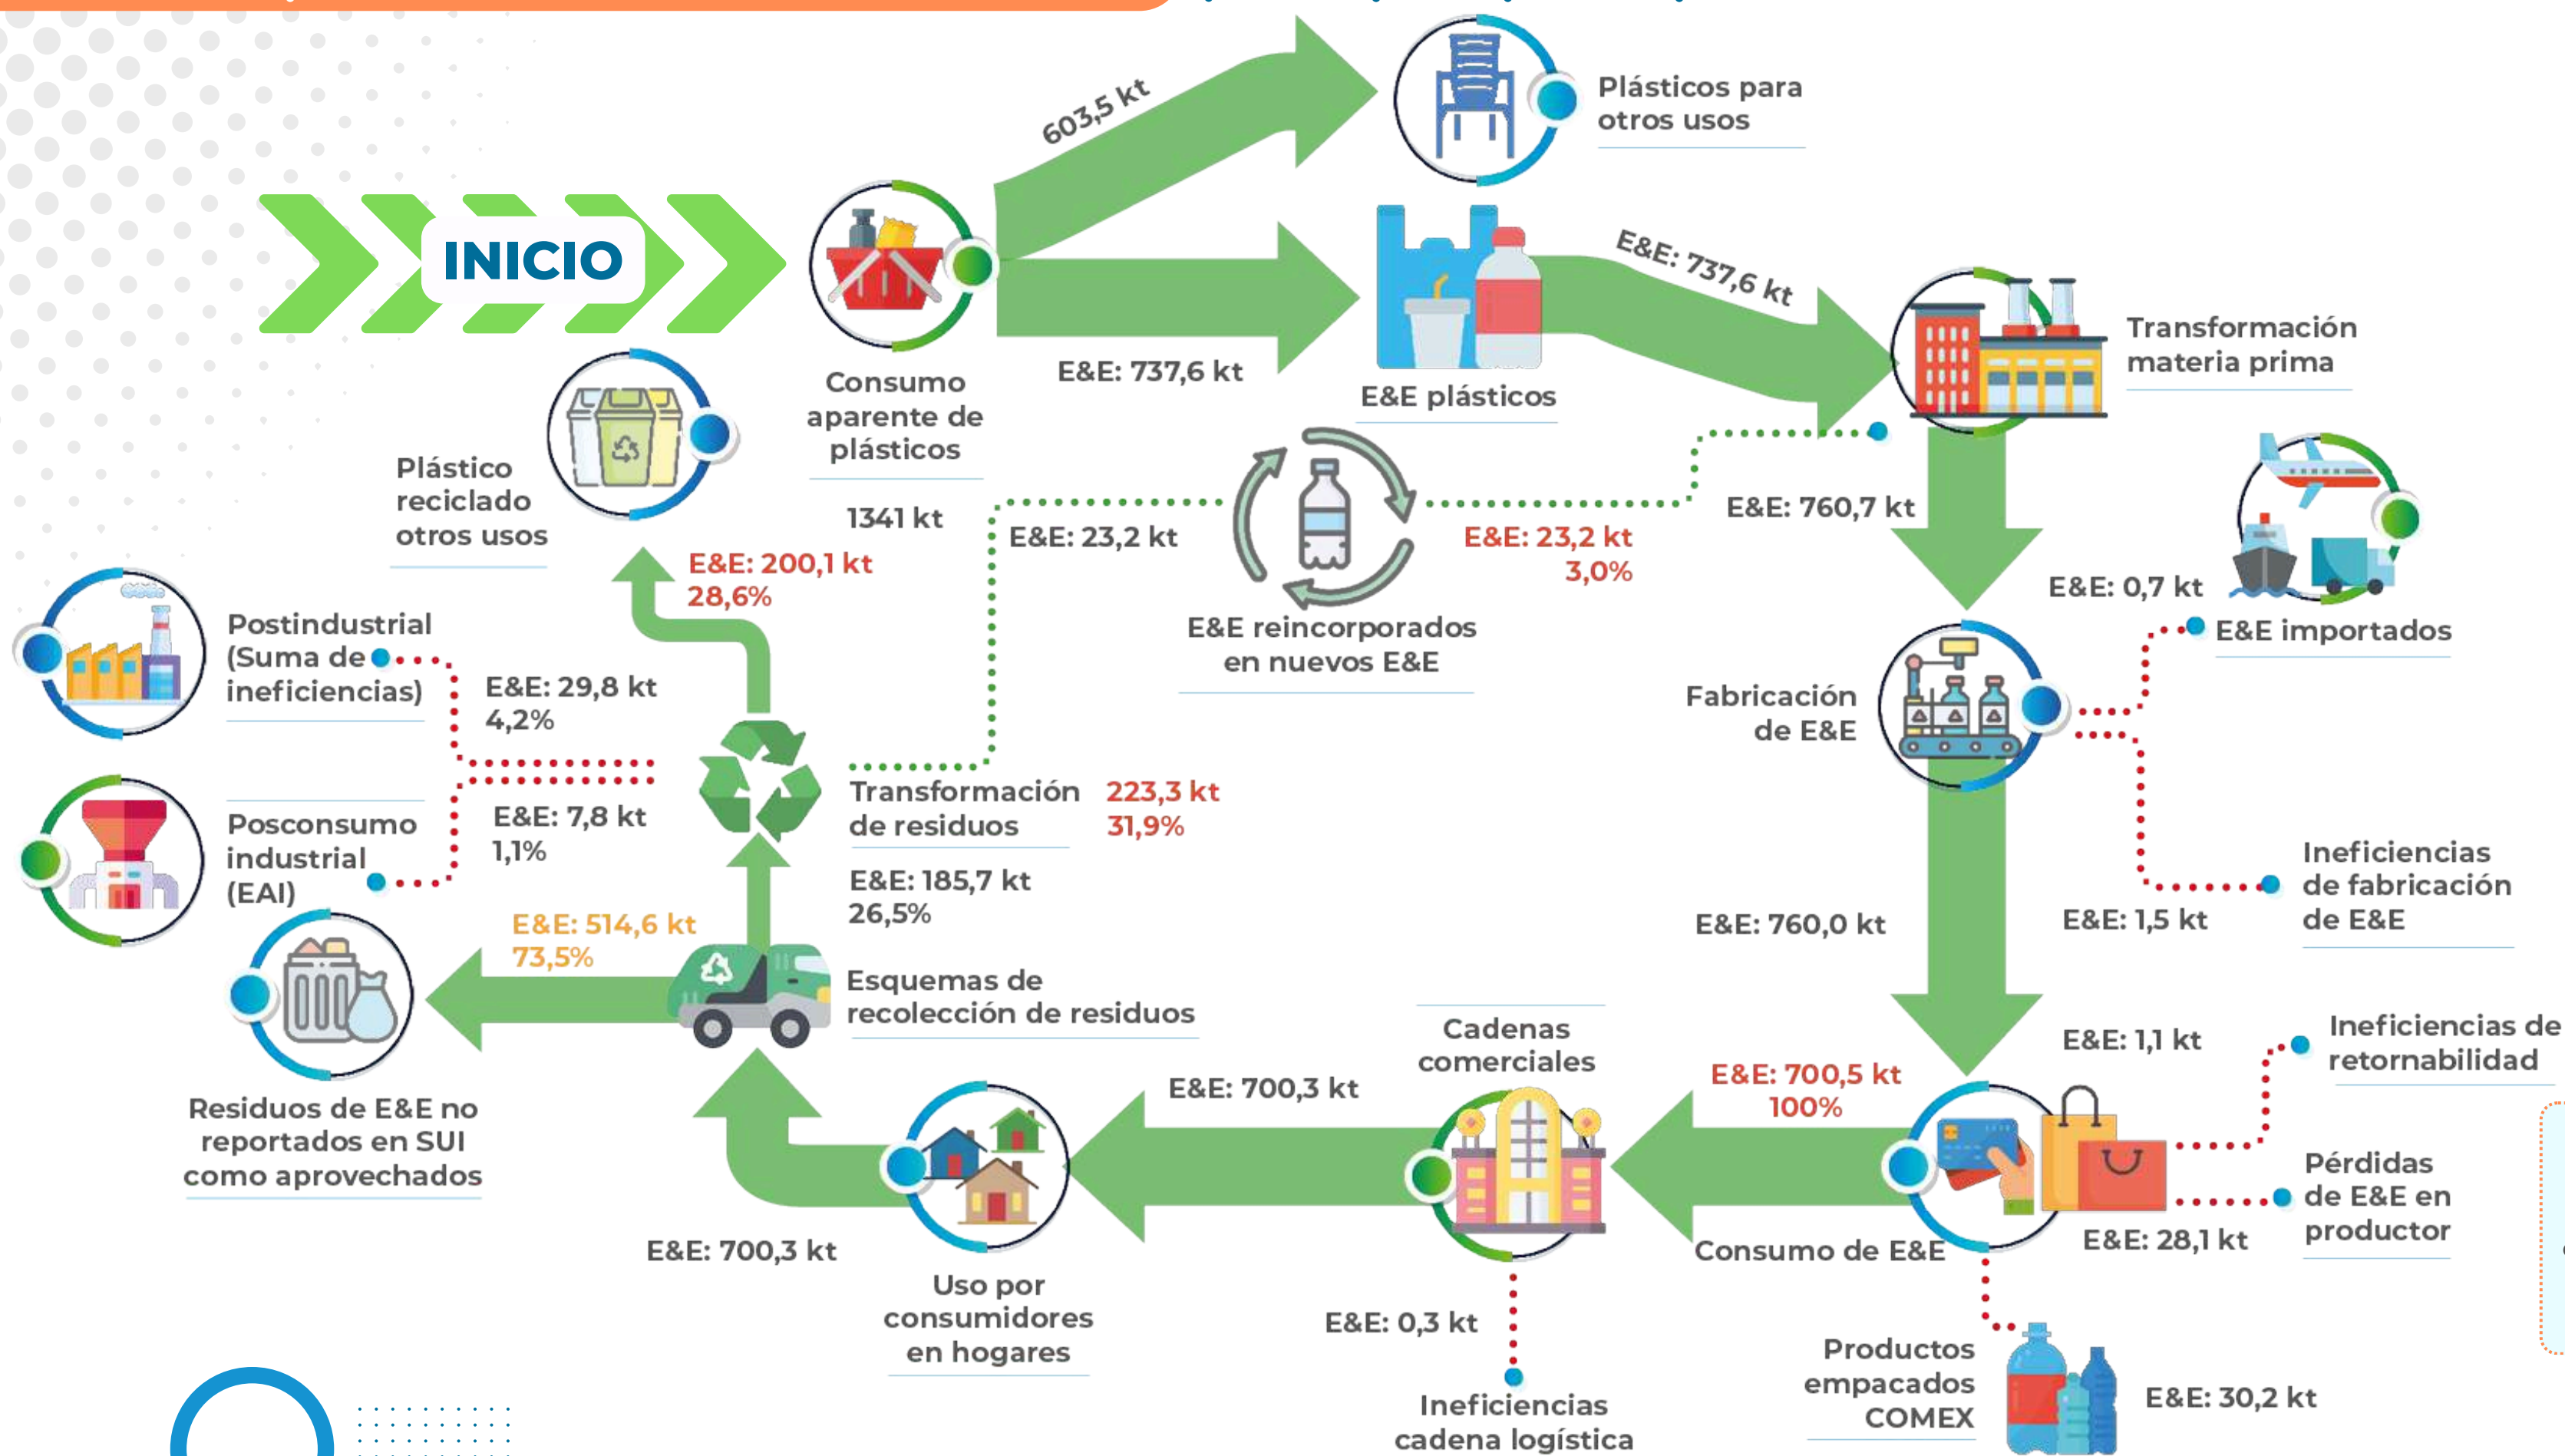 INICIO
603,5 kt
Plásticos para
otros usos
Consumo
aparente de
plásticos
1341 kt
E&E: 737,6 kt
E&E plásticos
E&E: 737,6 kt
Transformación
materia prima
E&E: 760,7 kt
E&E: 0,7 kt
E&E importados
Fabricación
de E&E
E&E: 760,0 kt
E&E: 1,5 kt
Ineficiencias
de fabricación
de E&E
E&E: 1,1 kt
Ineficiencias de
retornabilidad
Pérdidas
de E&E en
productor
E&E: 28,1 kt
Consumo de E&E
Productos
empacados
COMEX
E&E: 30,2 kt
E&E: 700,5 kt
100%
Cadenas
comerciales
E&E: 0,3 kt
Ineficiencias
cadena logística
E&E: 700,3 kt
Uso por
consumidores
en hogares
E&E: 700,3 kt
Esquemas de
recolección de residuos
E&E: 514,6 kt
73,5%
Residuos de E&E no
reportados en SUI
como aprovechados
E&E: 185,7 kt
26,5%
Transformación
de residuos
223,3 kt
31,9%
Postindustrial
(Suma de
ineficiencias)
E&E: 29,8 kt
4,2%
Posconsumo
industrial
(EAI)
E&E: 7,8 kt
1,1%
E&E: 200,1 kt
28,6%
Plástico
reciclado
otros usos
E&E: 23,2 kt
E&E reincorporados
en nuevos E&E
E&E: 23,2 kt
3,0%